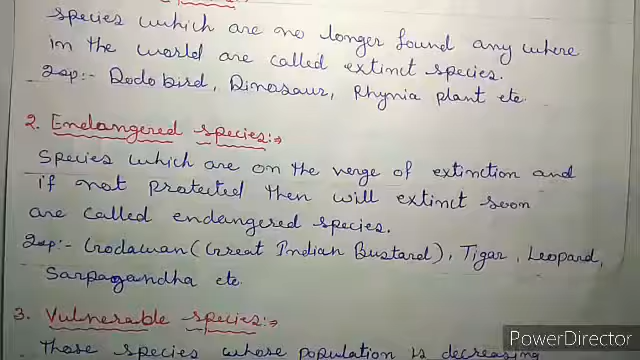 species which are no longer found any where
in the world are called extinct species.
Exp:- Dodo bird, Dinosaur, Rhynia plant etc.
2. Endangered species:⇒
Species which are on the verge of extinction and
if not protected then will extinct soon
are called endangered species.
Exp:- Godawan (Great Indian Bustard), Tigar, Leopard,
Sarpagandha etc.
3. Vulnerable species:⇒
Those species whose population is decreasing
PowerDirector